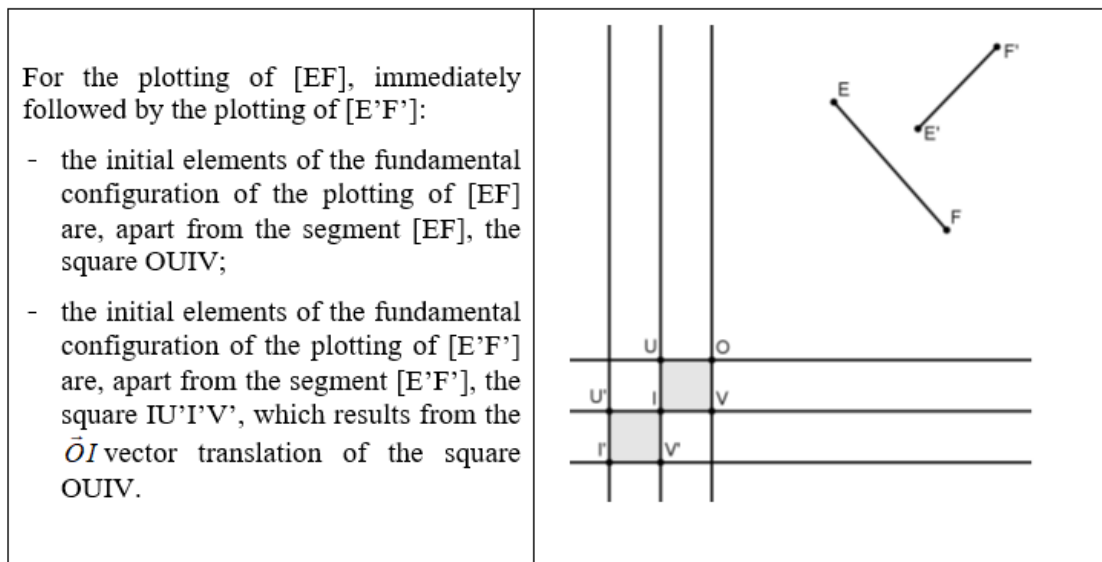 For the plotting of [EF], immediately
followed by the plotting of [E’F’]:
- the initial elements of the fundamental
configuration of the plotting of [EF]
are, apart from the segment [EF], the
square OUIV;
- the initial elements of the fundamental
configuration of the plotting of [E’F’]
are, apart from the segment [E’F’], the
square IU’I’V’, which results from the
O⃗I vector translation of the square
OUIV.
F'
E
E'
F
U O
U' I V
I' V'